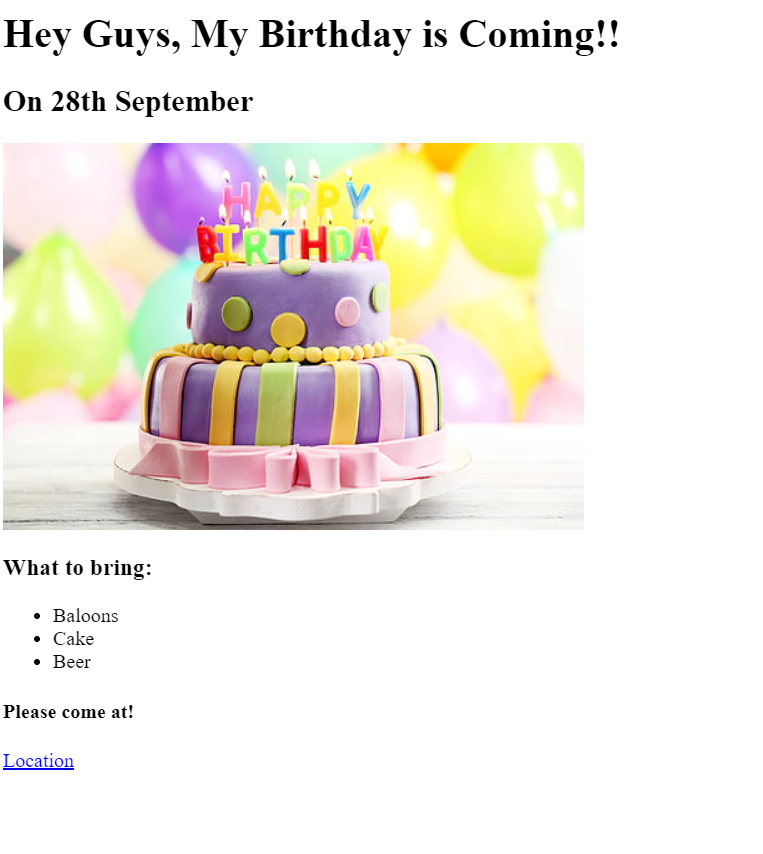 Hey Guys, My Birthday is Coming!!
On 28th September
HAPPY
BIRTHDAY
What to bring:
Baloons
Cake
Beer
Please come at!
Location